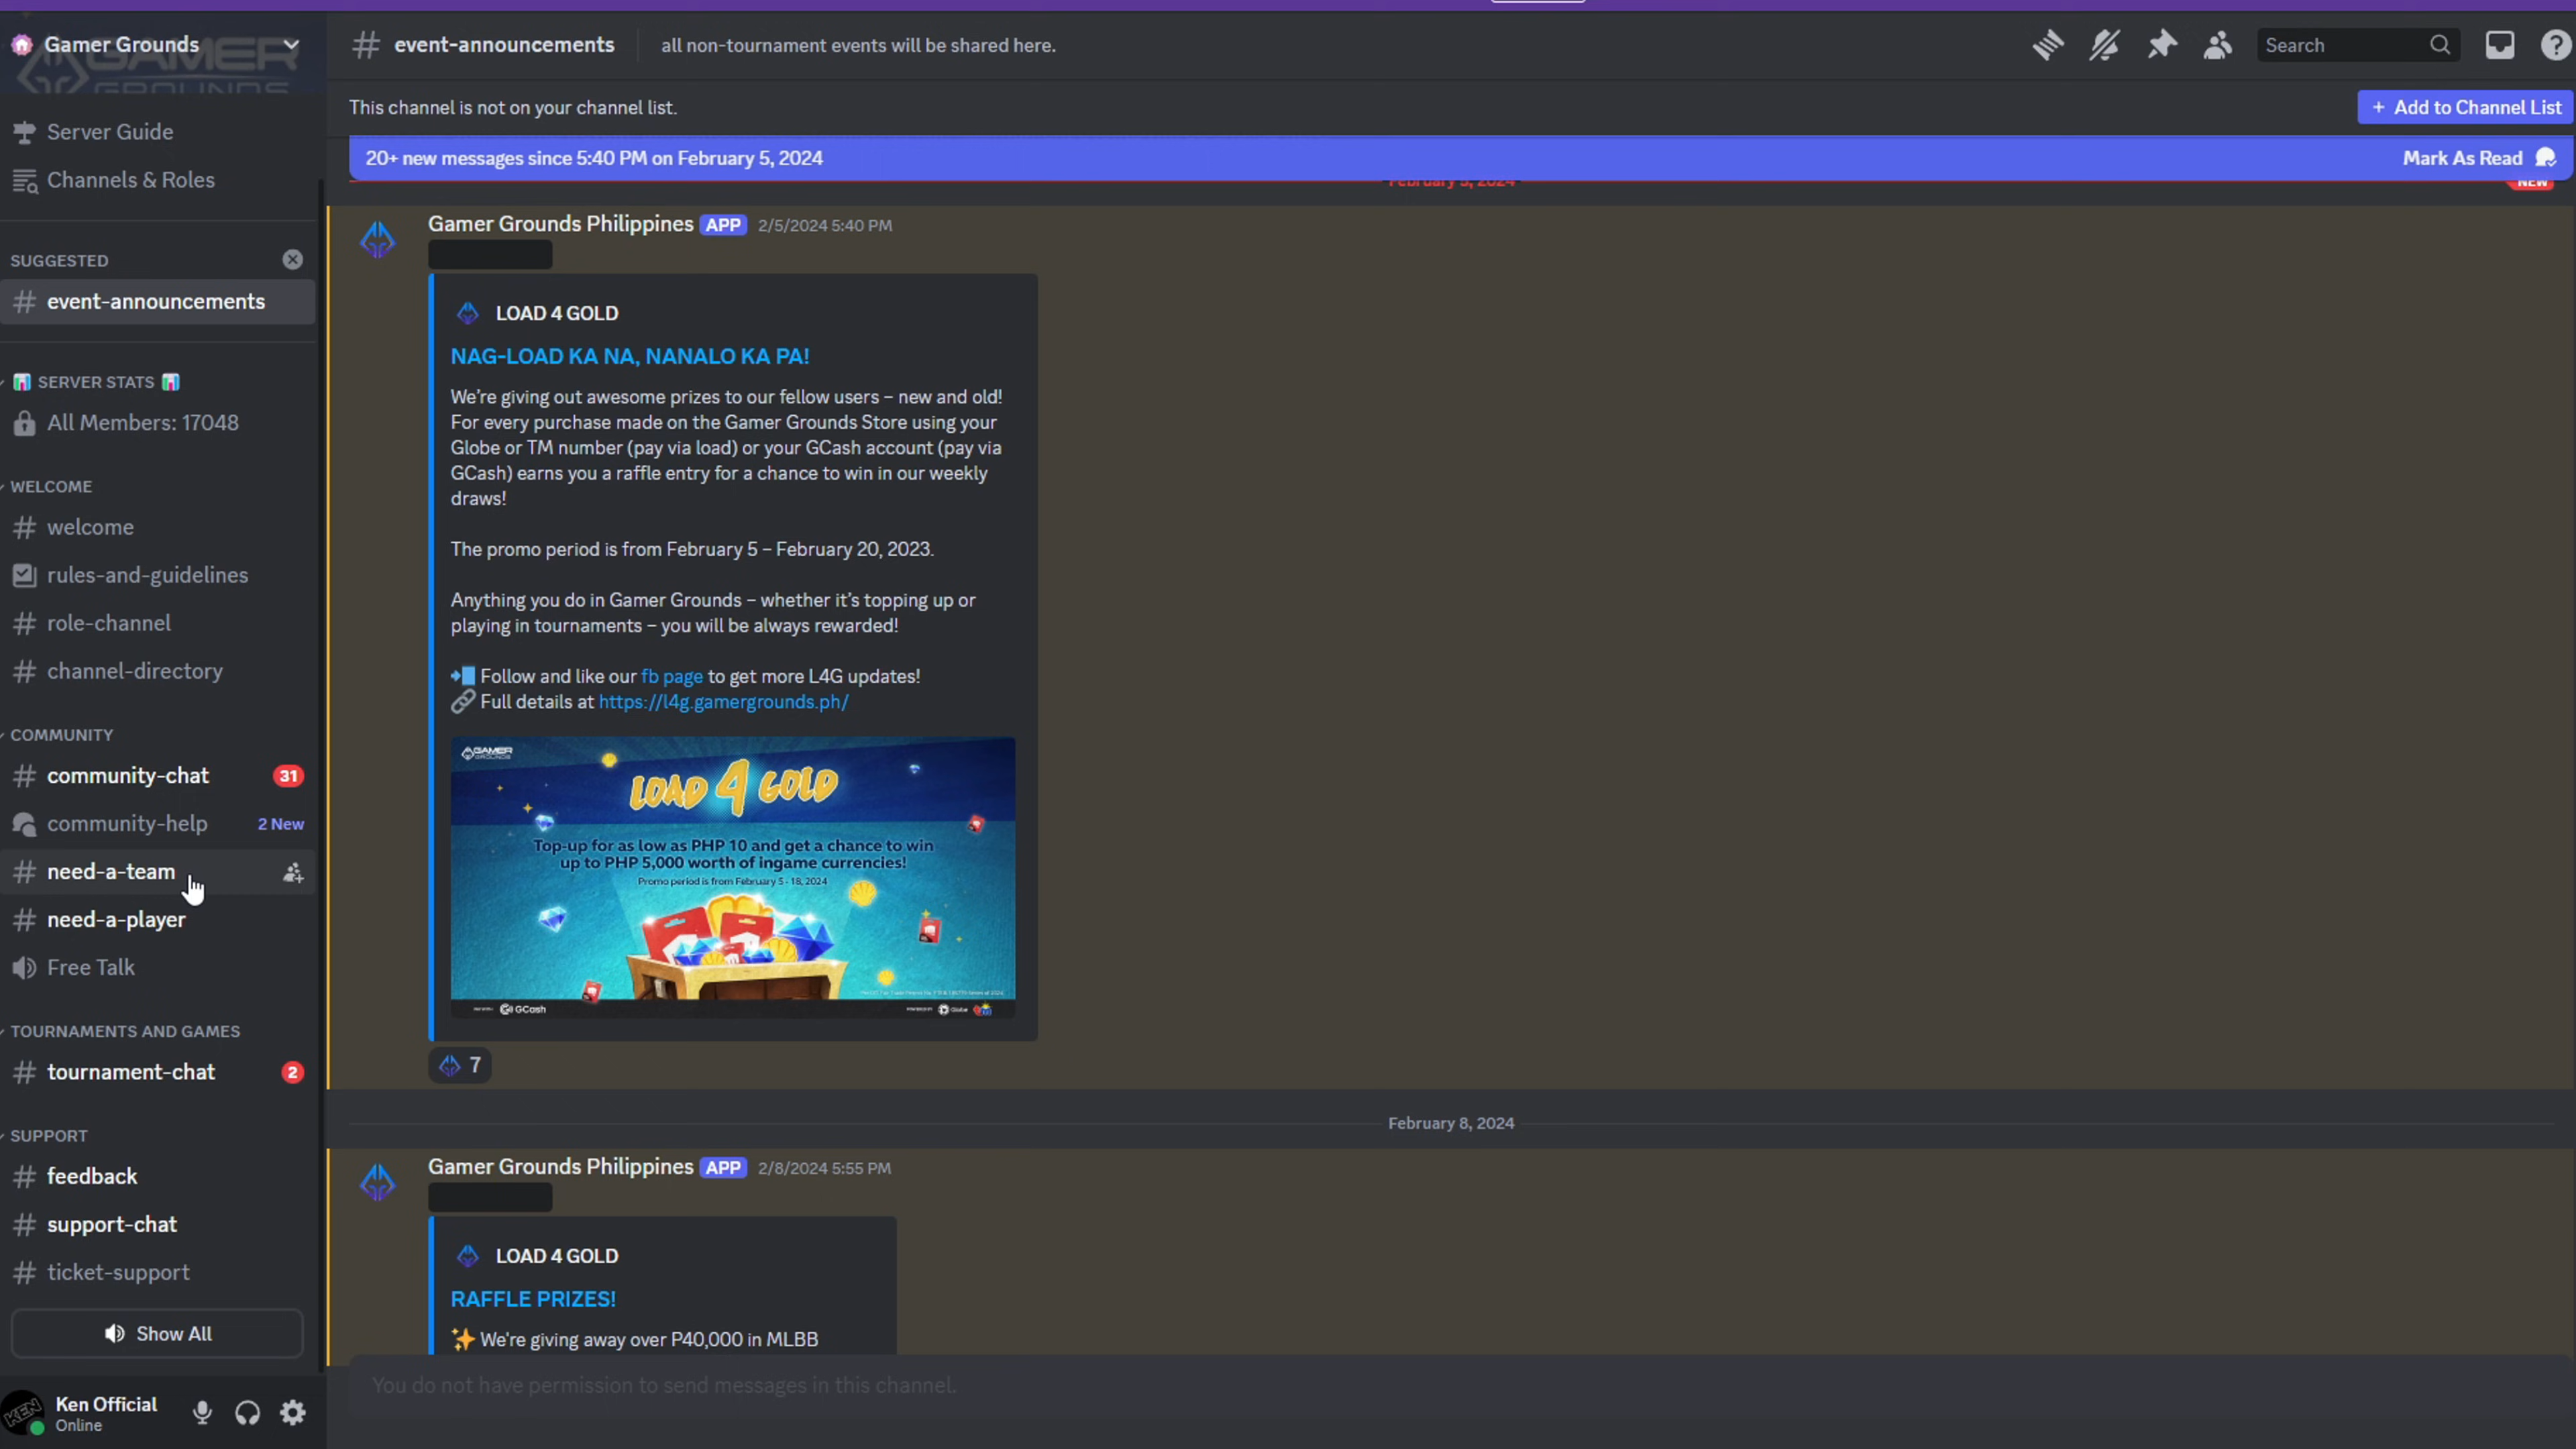 Gamer Grounds
GAMER
GROUNDS
Server Guide
Channels & Roles
SUGGESTED
event-announcements
SERVER STATS
All Members: 17048
WELCOME
welcome
rules-and-guidelines
role-channel
channel-directory
COMMUNITY
community-chat 31
community-help 2 New
need-a-team
need-a-player
Free Talk
TOURNAMENTS AND GAMES
tournament-chat 2
SUPPORT
feedback
support-chat
ticket-support
Show All
KEN
Ken Official
Online
event-announcements all non-tournament events will be shared here.
Search
This channel is not on your channel list.
+ Add to Channel List
20+ new messages since 5:40 PM on February 5, 2024
Mark As Read
February 5, 2024
NEW
Gamer Grounds Philippines APP 2/5/2024 5:40 PM
LOAD 4 GOLD
NAG-LOAD KA NA, NANALO KA PA!
We’re giving out awesome prizes to our fellow users – new and old!
For every purchase made on the Gamer Grounds Store using your
Globe or TM number (pay via load) or your GCash account (pay via
GCash) earns you a raffle entry for a chance to win in our weekly
draws!
The promo period is from February 5 – February 20, 2023.
Anything you do in Gamer Grounds – whether it’s topping up or
playing in tournaments – you will be always rewarded!
Follow and like our fb page to get more L4G updates!
Full details at https://l4g.gamergrounds.ph/
GAMER
GROUNDS
LOAD 4 GOLD
Top-up for as low as PHP 10 and get a chance to win
up to PHP 5,000 worth of ingame currencies!
Promo period is from February 5 - 18, 2024
GCash
Globe
7
February 8, 2024
Gamer Grounds Philippines APP 2/8/2024 5:55 PM
LOAD 4 GOLD
RAFFLE PRIZES!
We're giving away over P40,000 in MLBB
You do not have permission to send messages in this channel.